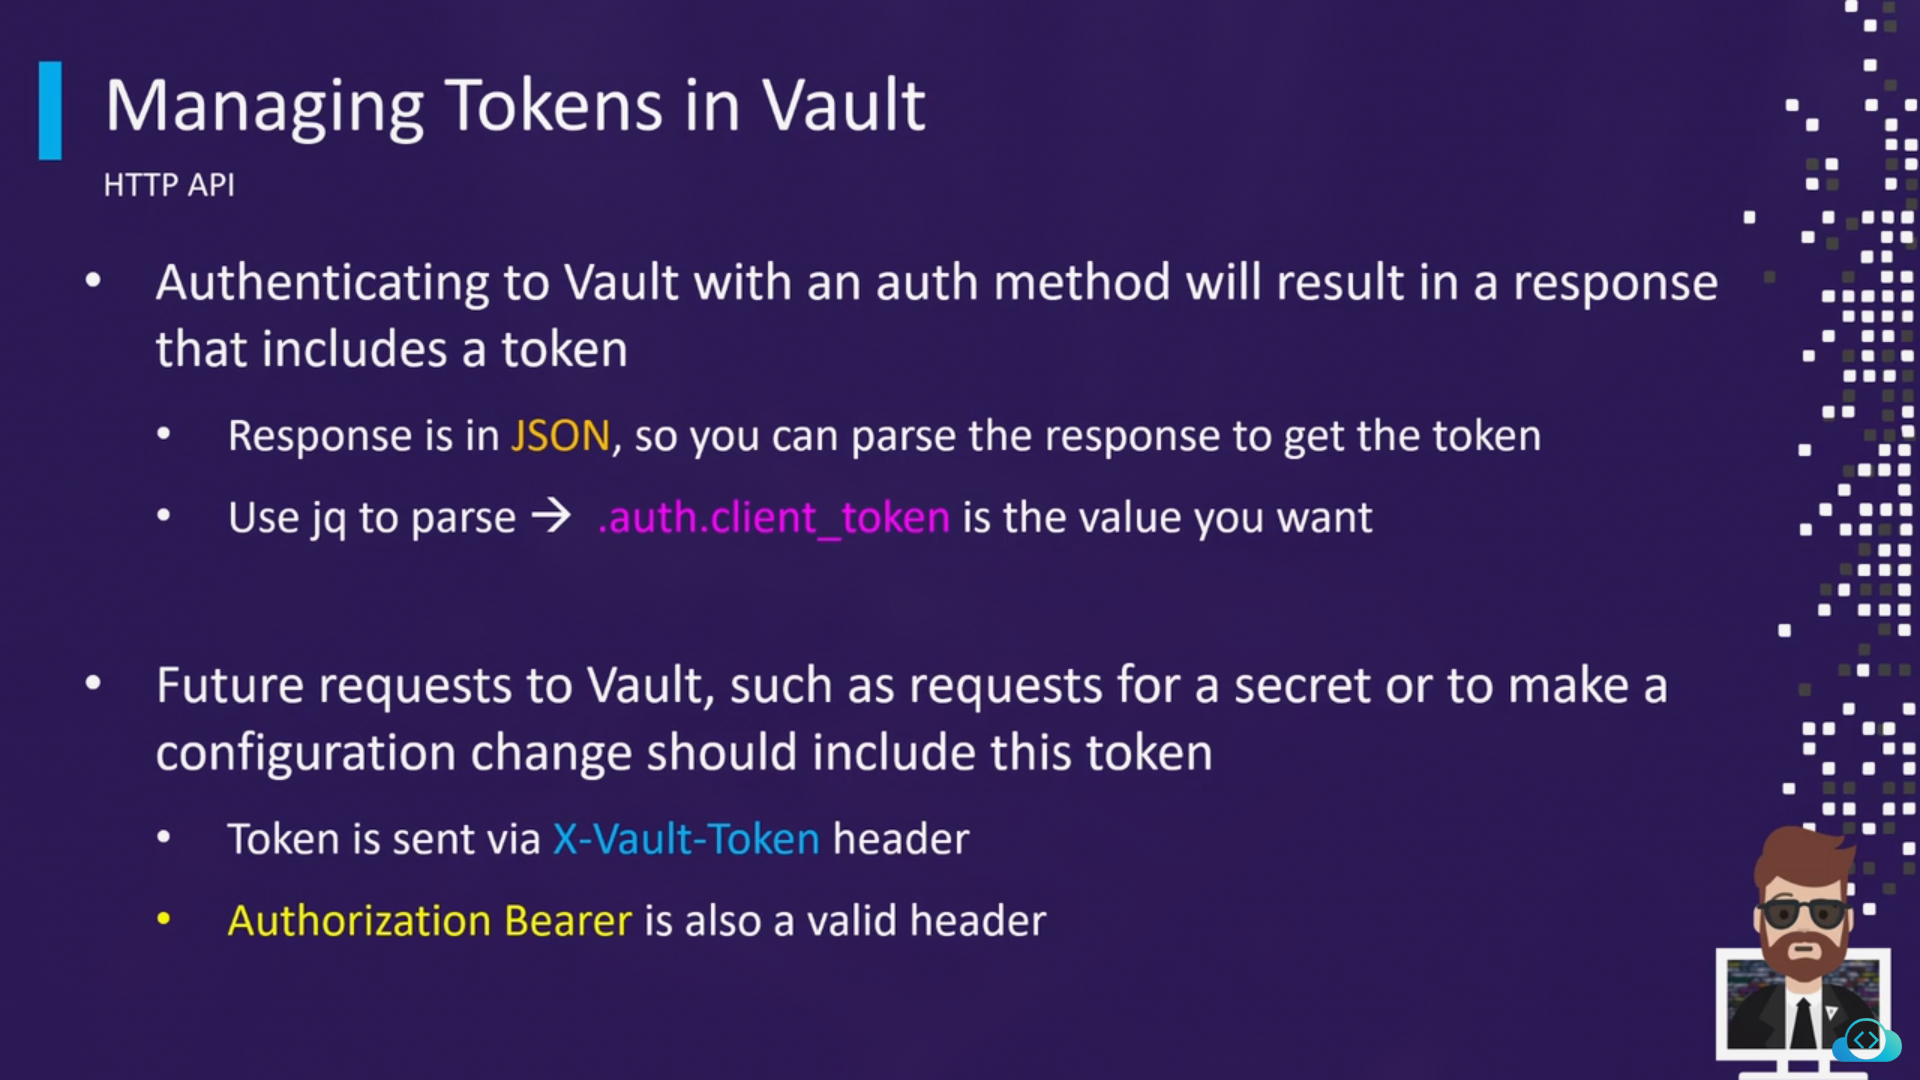 Managing Tokens in Vault
HTTP API
• Authenticating to Vault with an auth method will result in a response
that includes a token
• Response is in JSON, so you can parse the response to get the token
• Use jq to parse → .auth.client_token is the value you want
• Future requests to Vault, such as requests for a secret or to make a
configuration change should include this token
• Token is sent via X-Vault-Token header
• Authorization Bearer is also a valid header